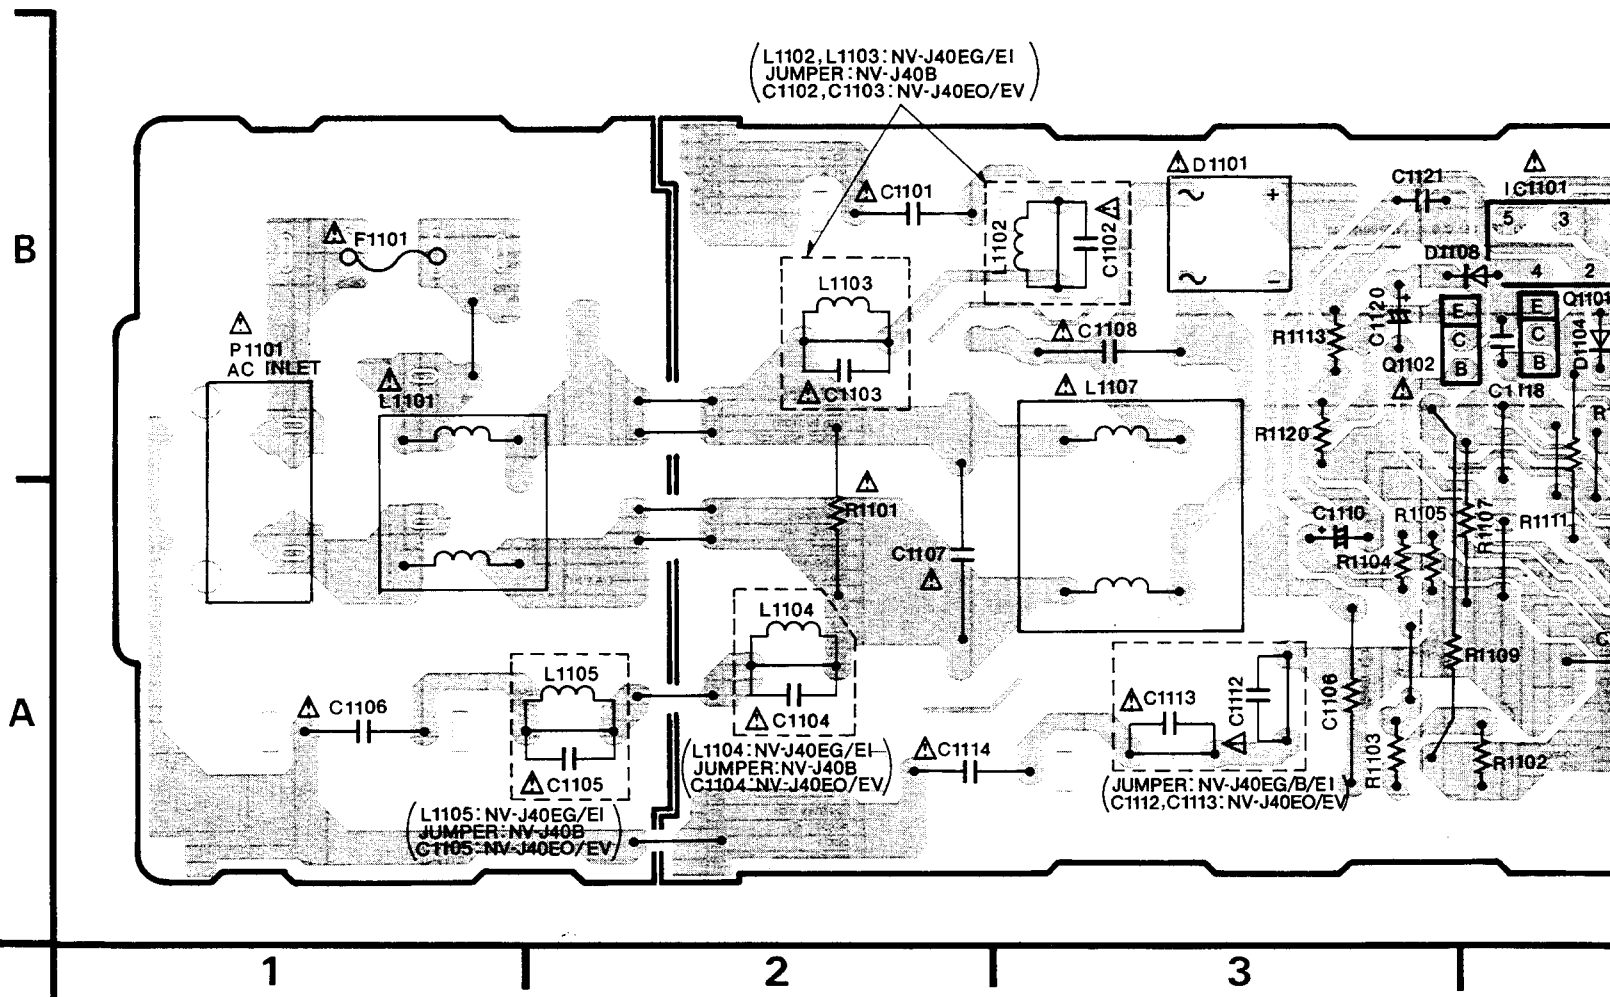 (L1102,L1103:NV-J40EG/EI
JUMPER:NV-J40B
C1102,C1103:NV-J40EO/EV)
B
F1101
P1101
AC INLET
L1101
C1101
L1103
C1103
L1102
C1102
C1108
D1101
~
+
~
−
C1121
IC1101
5
3
D1108
4
2
C1120
R1113
Q1102
E
C
B
E
C
B
Q1101
D1104
C1118
R
L1107
R1120
R1101
C1107
C1110
+
R1105
R1104
R1107
R1111
A
C1106
L1105
C1105
(L1105:NV-J40EG/EI
JUMPER:NV-J40B
C1105:NV-J40EO/EV)
L1104
C1104
(L1104:NV-J40EG/EI
JUMPER:NV-J40B
C1104:NV-J40EO/EV)
C1114
C1113
C1112
(JUMPER:NV-J40EG/B/EI
C1112,C1113:NV-J40EO/EV)
C1106
R1103
R1109
R1102
C
1
2
3